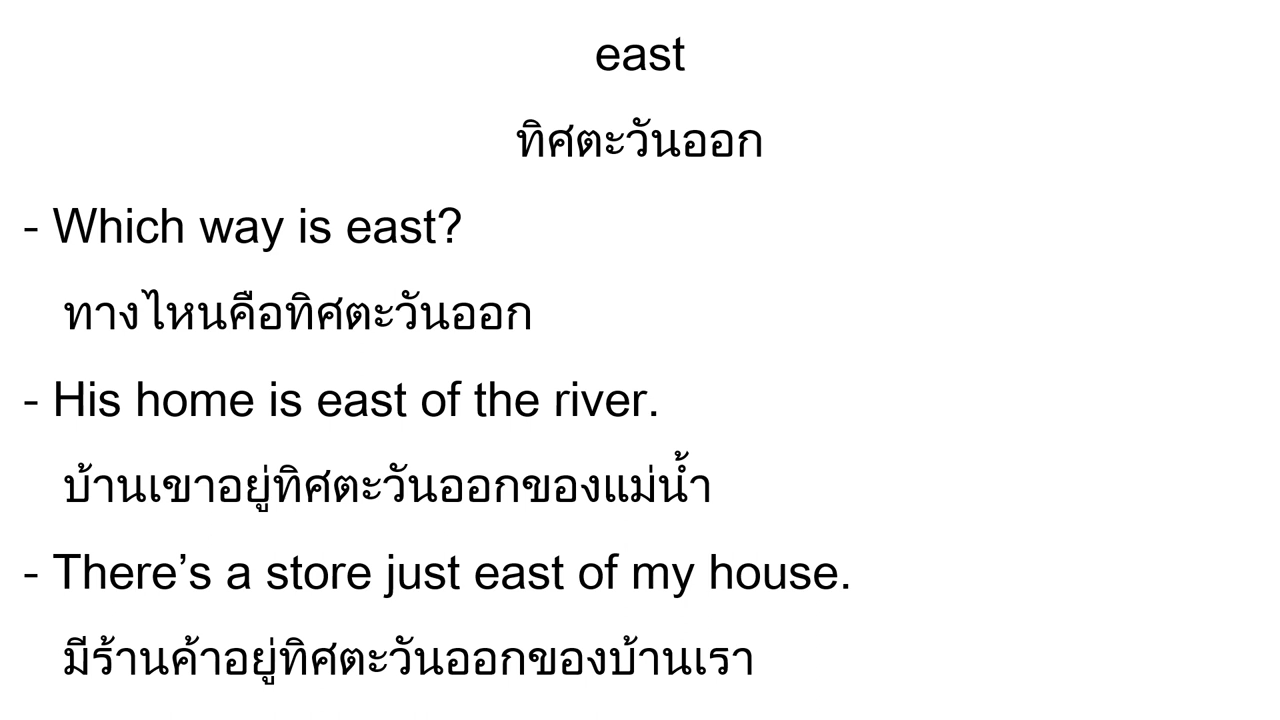 east
ทิศตะวันออก
- Which way is east?
ทางไหนคือทิศตะวันออก
- His home is east of the river.
บ้านเขาอยู่ทิศตะวันออกของแม่น้ำ
- There’s a store just east of my house.
มีร้านค้าอยู่ทิศตะวันออกของบ้านเรา